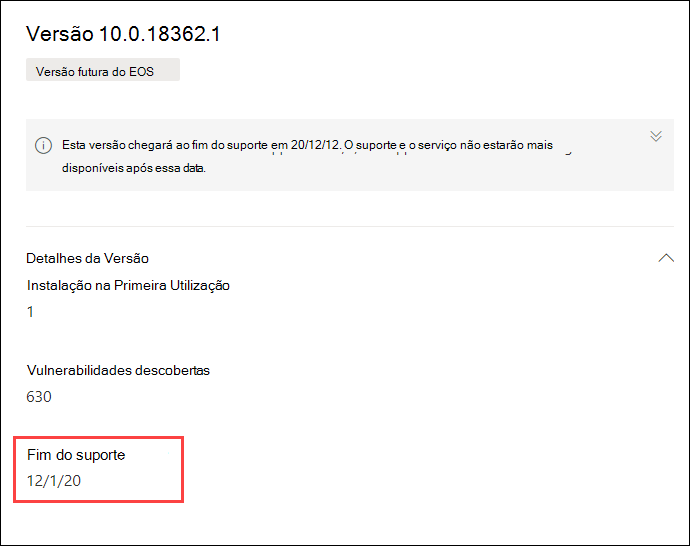 Versão 10.0.18362.1
Versão futura do EOS
Esta versão chegará ao fim do suporte em 20/12/12. O suporte e o serviço não estarão mais
disponíveis após essa data.
Detalhes da Versão
Instalação na Primeira Utilização
1
Vulnerabilidades descobertas
630
Fim do suporte
12/1/20